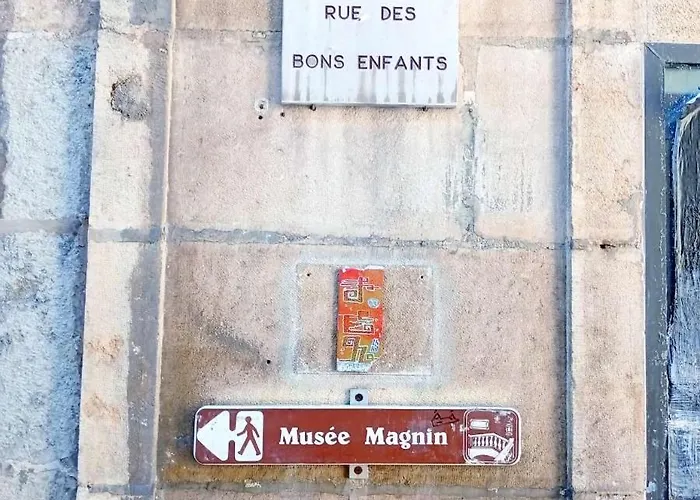 RUE DES
BONS ENFANTS
Musée Magnin